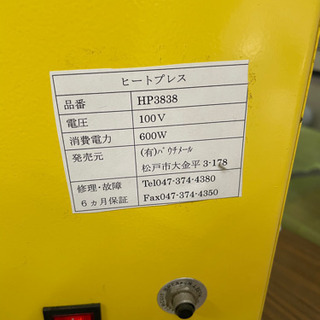 ヒートプレス
品番 HP3838
電圧 100V
消費電力 600W
発売元 (有)パウチメール
松戸市大金平3-178
修理・故障 Tel047-374-4380
6ヵ月保証 Fax047-374-4350